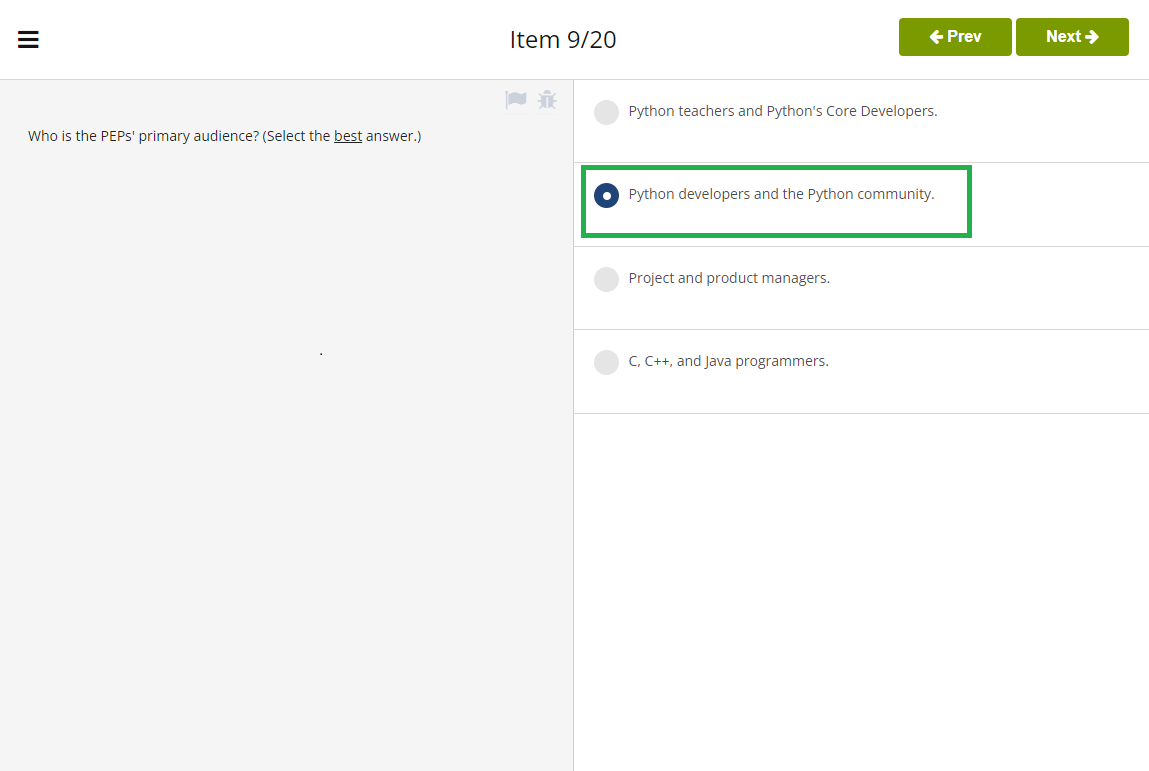 Item 9/20
Prev
Next
Who is the PEPs' primary audience? (Select the best answer.)
Python teachers and Python's Core Developers.
Python developers and the Python community.
Project and product managers.
C, C++, and Java programmers.
.